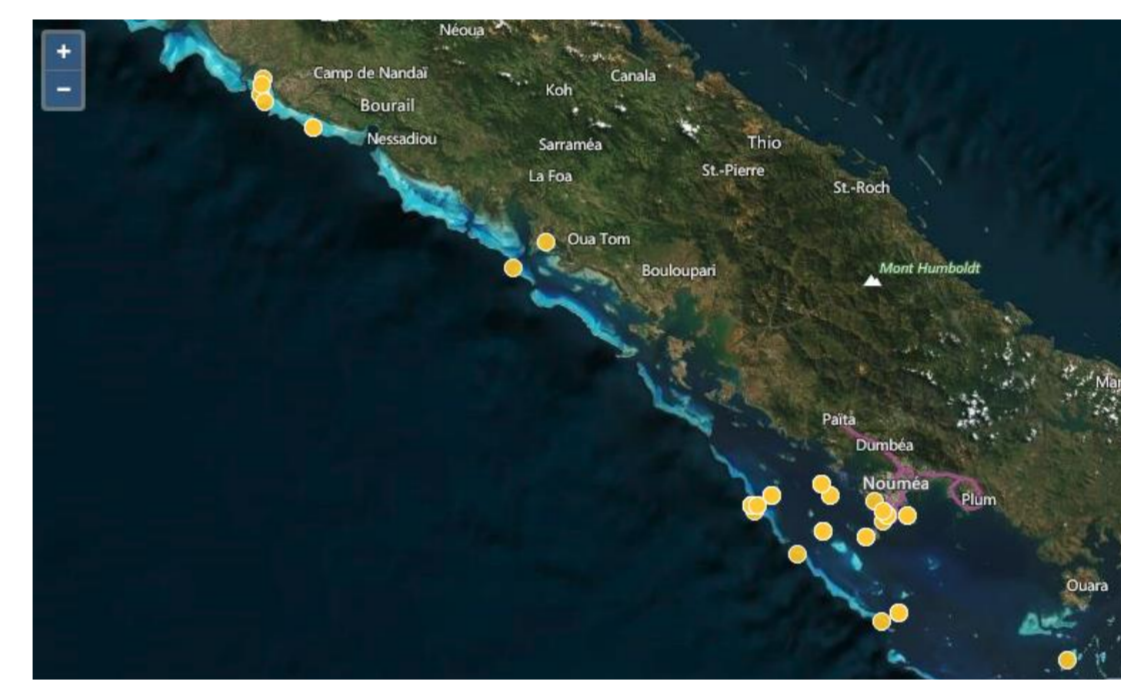 +
−
Néoua
Camp de Nandaï
Canala
Koh
Bourail
Nessadiou
Sarraméa
Thio
La Foa
St.-Pierre
St.-Roch
Oua Tom
Bouloupari
Mont Humboldt
Païta
Dumbéa
Nouméa
Plum
Ouara